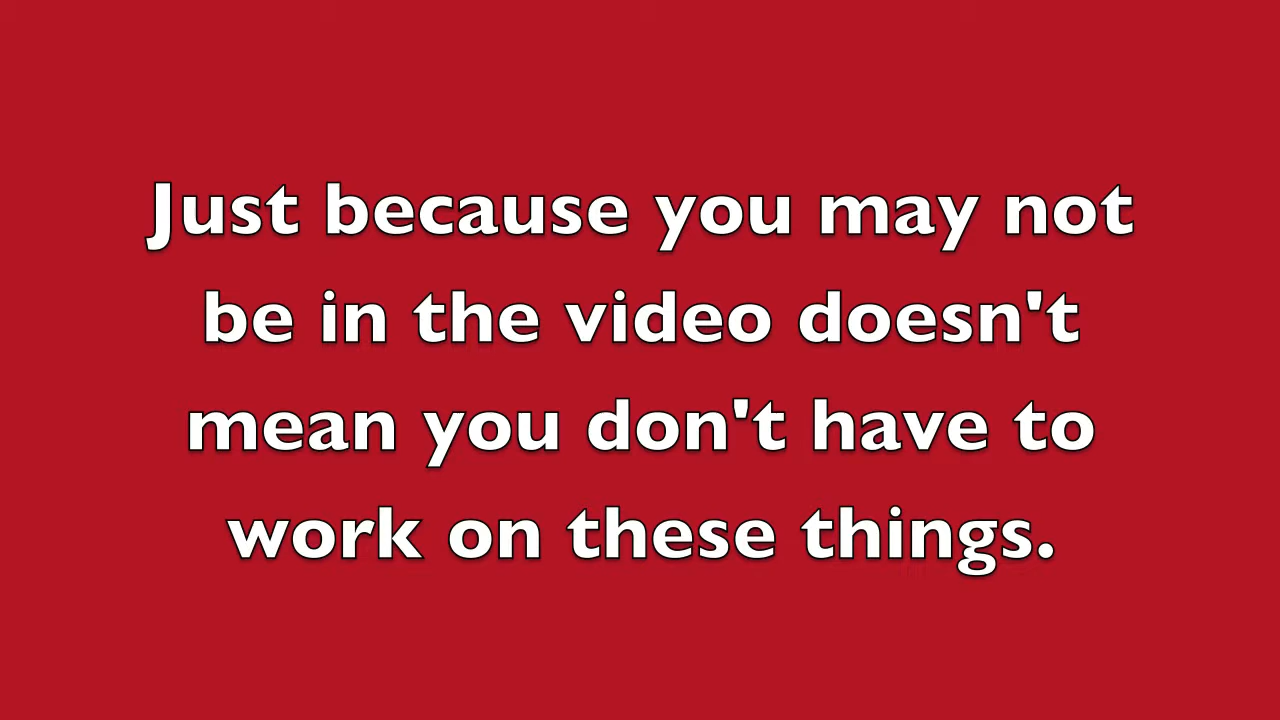 Just because you may not
be in the video doesn't
mean you don't have to
work on these things.